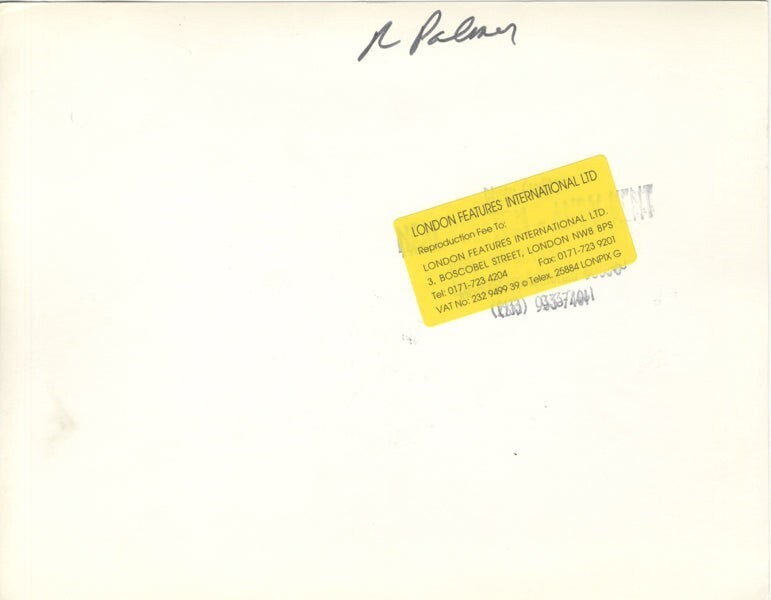 R Palmer
LONDON FEATURES INTERNATIONAL LTD
Reproduction Fee To:
LONDON FEATURES INTERNATIONAL LTD.
3, BOSCOBEL STREET, LONDON NW8 8PS
Tel: 0171-723 4204 Fax: 0171-723 9201
VAT No: 232 9499 39 © Telex. 25884 LONPIX G